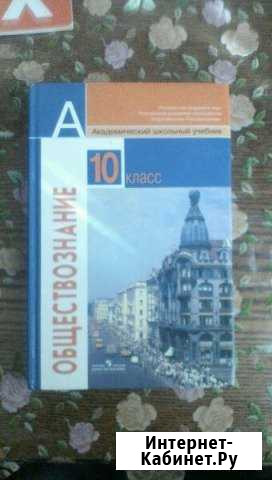 А
Академический школьный учебник
10
класс
ОБЩЕСТВОЗНАНИЕ
Интернет-
Кабинет.Ру